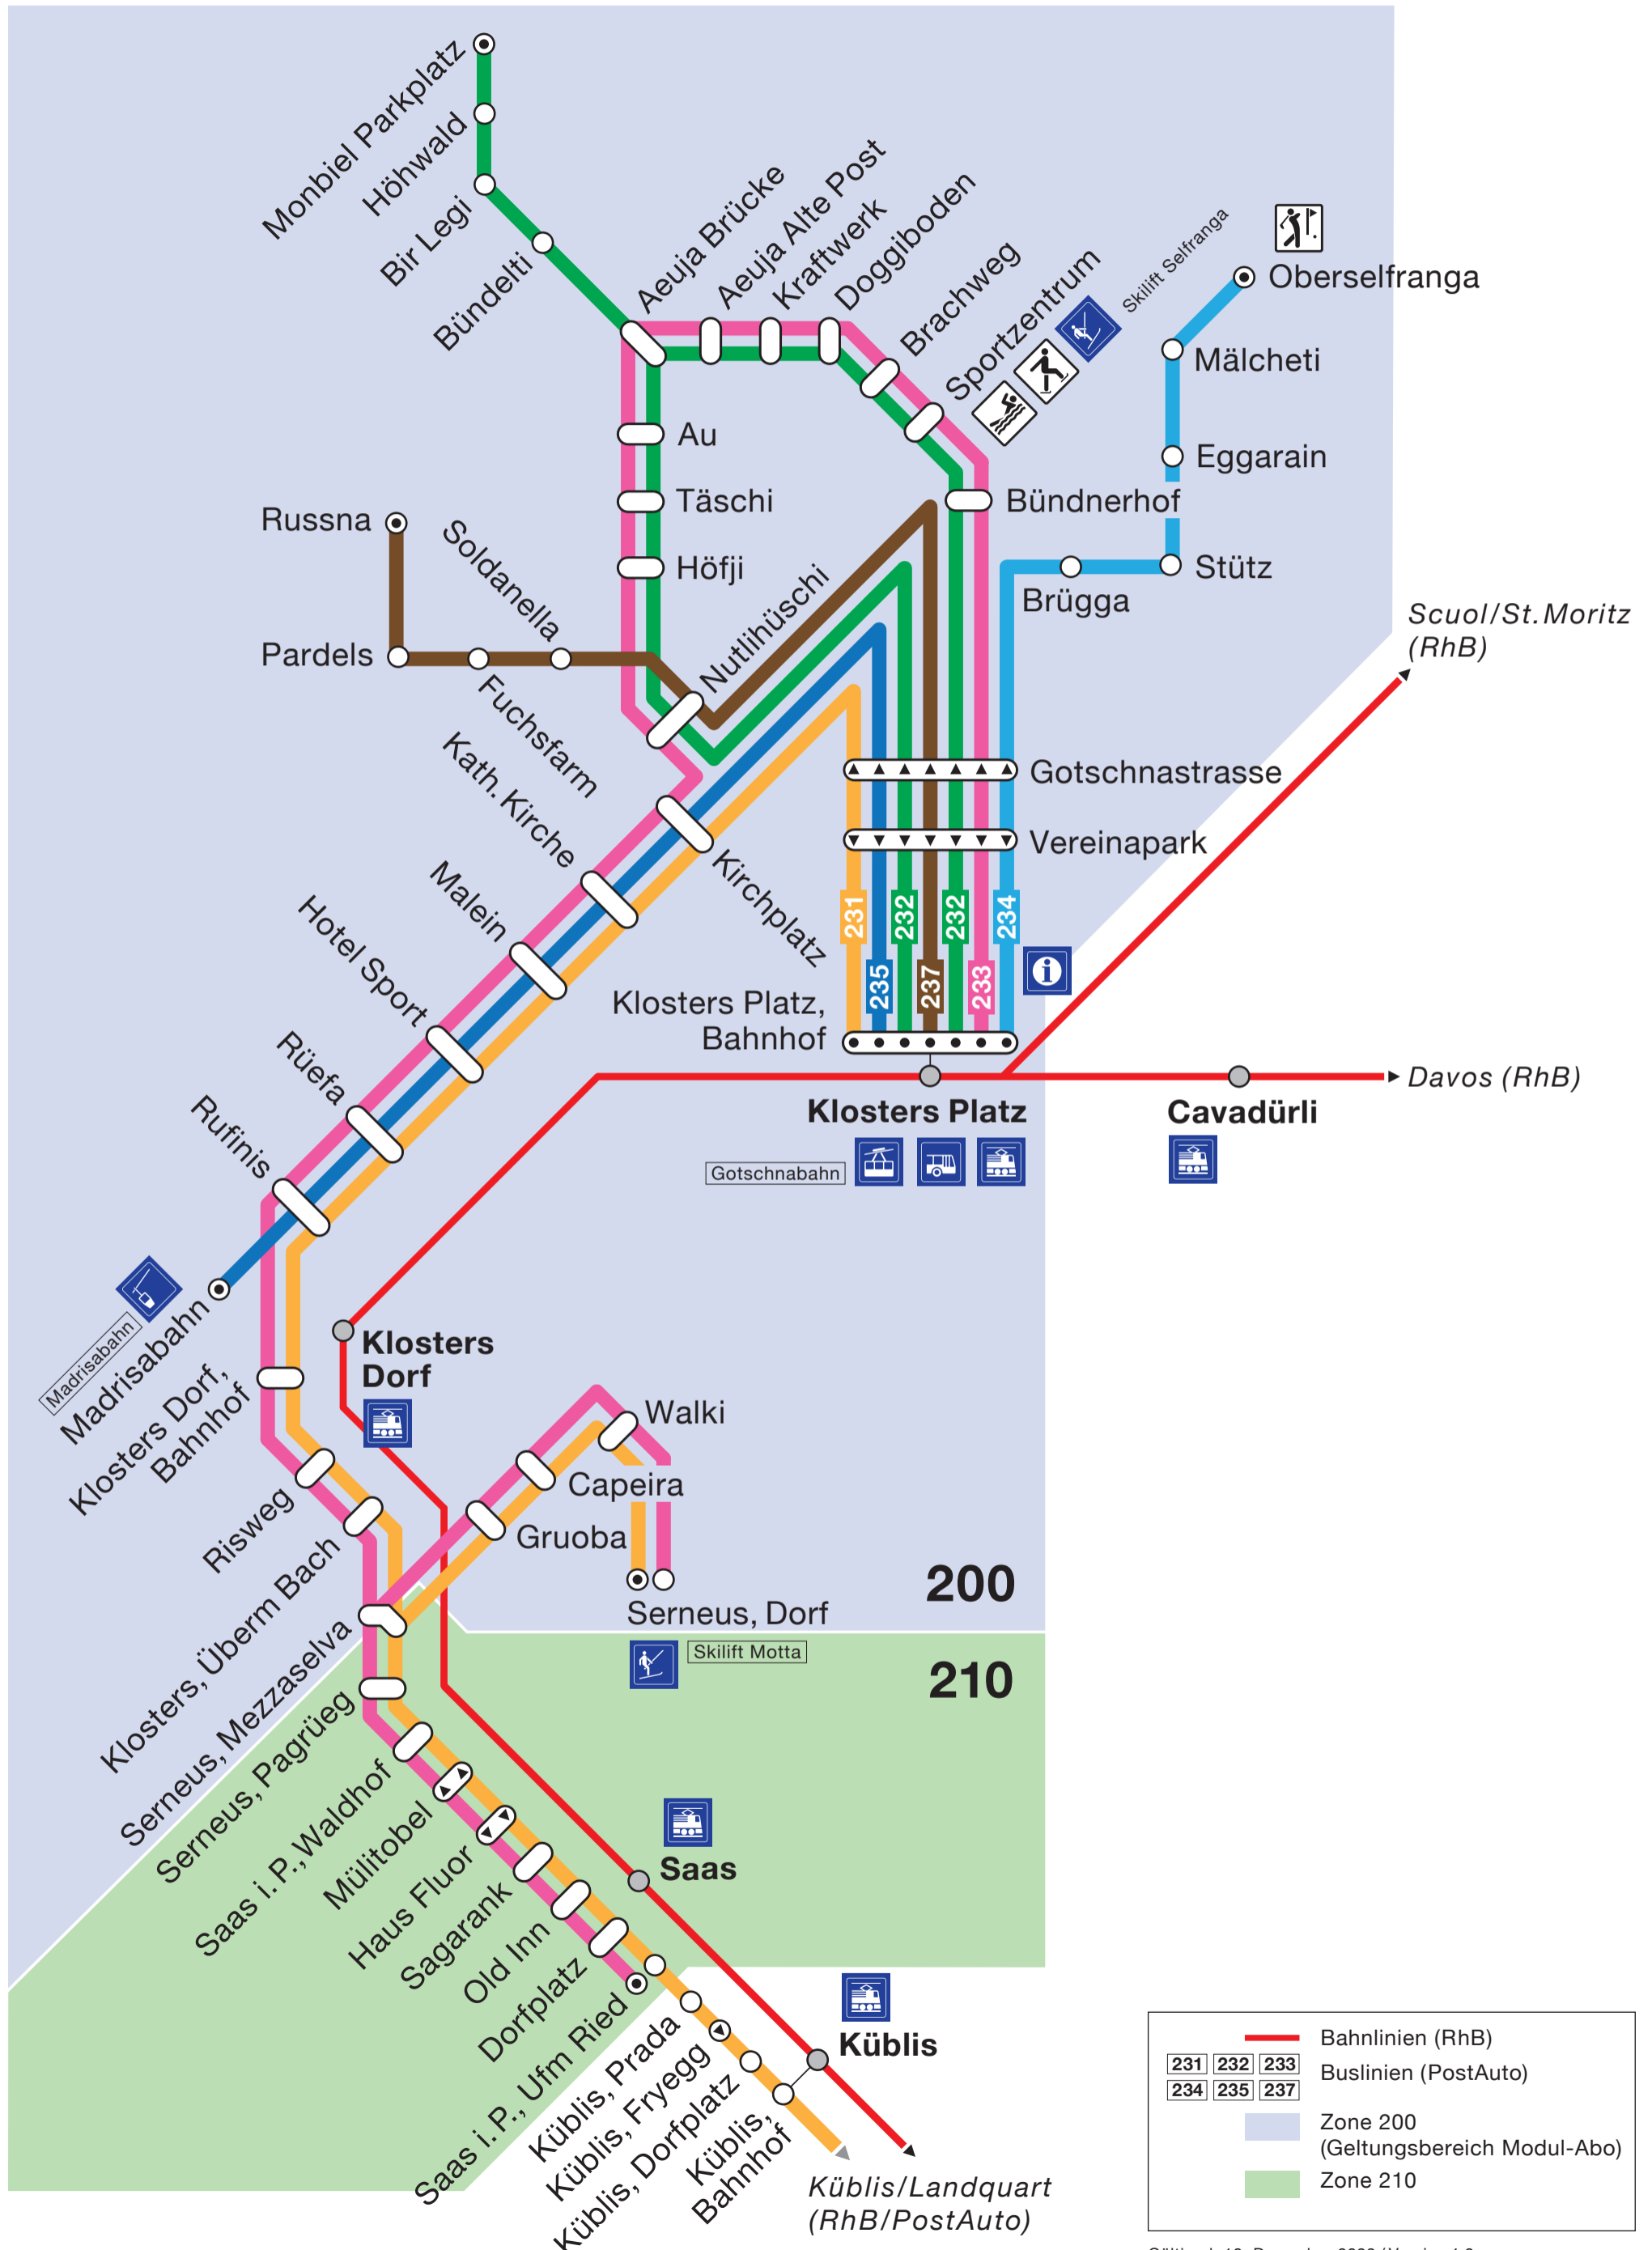 Monbiel Parkplatz
Höhwald
Bir Legi
Bündelti
Aeuja Brücke
Aeuja Alte Post
Kraftwerk
Doggiboden
Brachweg
Sportzentrum
Skilift Selfranga
Oberselfranga
Mälcheti
Eggarain
Stütz
Brügga
Au
Täschi
Höfji
Bündnerhof
Russna
Pardels
Soldanella
Fuchsfarm
Nutlihüschi
Scuol/St. Moritz
(RhB)
Kath. Kirche
Kirchplatz
Malein
Hotel Sport
Rüefa
Rufinis
Gotschnastrasse
Vereinapark
231
235
232
237
232
233
234
Klosters Platz,
Bahnhof
Klosters Platz
Gotschnabahn
Cavadürli
Davos (RhB)
Madrisabahn
Madrisabahn
Klosters Dorf,
Bahnhof
Klosters
Dorf
Risweg
Klosters, Überm Bach
Walki
Capeira
Gruoba
Serneus, Dorf
Skilift Motta
200
210
Serneus, Mezzaselva
Serneus, Pagrüeg
Saas i. P., Waldhof
Mülitobel
Haus Fluor
Sagarank
Old Inn
Dorfplatz
Saas i. P., Ufm Ried
Saas
Küblis, Prada
Küblis, Fryegg
Küblis, Dorfplatz
Küblis,
Bahnhof
Küblis
Küblis/Landquart
(RhB/PostAuto)
Bahnlinien (RhB)
231 232 233
234 235 237
Buslinien (PostAuto)
Zone 200
(Geltungsbereich Modul-Abo)
Zone 210